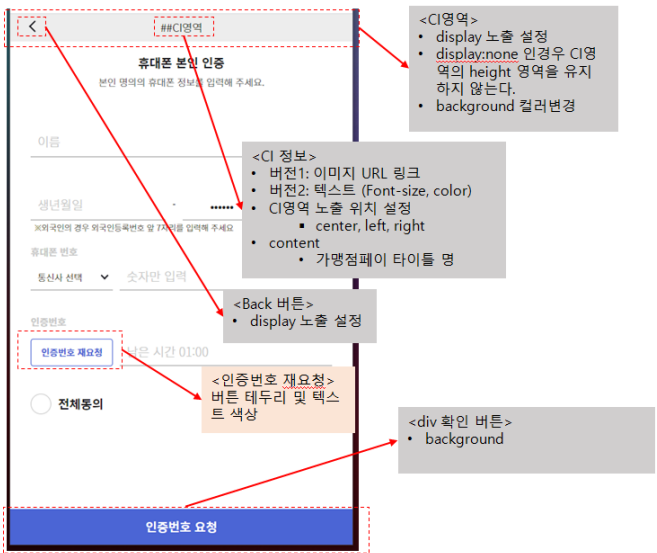 ##CI영역
휴대폰 본인 인증
본인 명의의 휴대폰 정보를 입력해 주세요.
이름
생년월일 - ••••••
※외국인의 경우 외국인등록번호 앞 7자리를 입력해 주세요
휴대폰 번호
통신사 선택 숫자만 입력
인증번호
인증번호 재요청 남은 시간 01:00
전체동의
인증번호 요청
<CI영역>
• display 노출 설정
• display:none 인경우 CI영
역의 height 영역을 유지
하지 않는다.
• background 컬러변경
<CI 정보>
• 버전1: 이미지 URL 링크
• 버전2: 텍스트 (Font-size, color)
• CI영역 노출 위치 설정
▪ center, left, right
• content
• 가맹점페이 타이틀 명
<Back 버튼>
• display 노출 설정
<인증번호 재요청>
버튼 테두리 및 텍스
트 색상
<div 확인 버튼>
• background